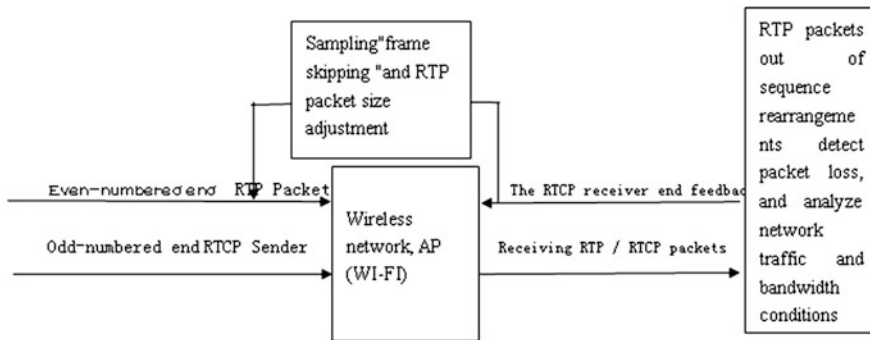 Sampling"frame
skipping "and RTP
packet size
adjustment
Even-numbered end RTP Packet
Odd-numbered end RTCP Sender
Wireless
network, AP
(WI-FI)
The RTCP receiver end feedbac
Receiving RTP / RTCP packets
RTP packets
out of
sequence
rearrangeme
nts detect
packet loss,
and analyze
network
traffic and
bandwidth
conditions